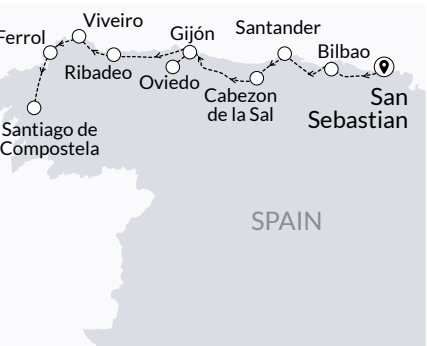 Viveiro
Ferrol
Gijón
Santander
Bilbao
Ribadeo
Oviedo
Cabezon
de la Sal
San
Sebastian
Santiago de
Compostela
SPAIN